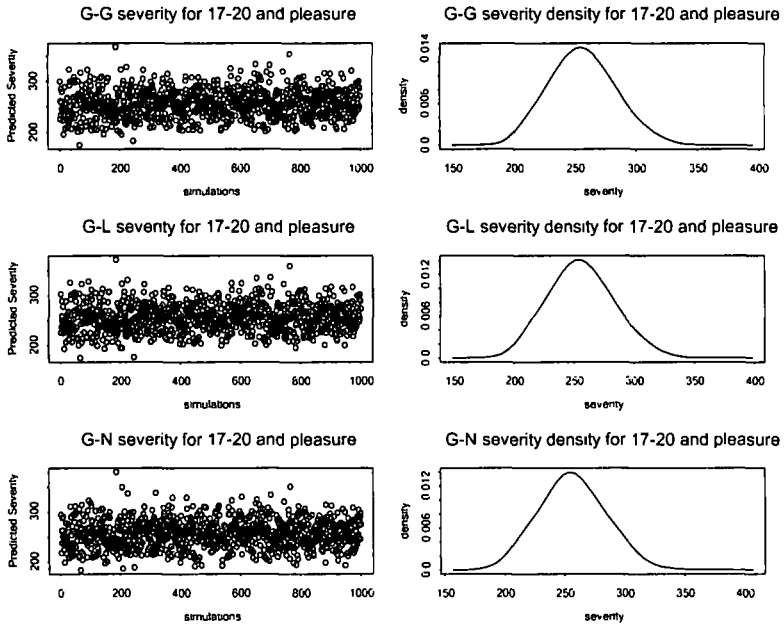 G-G severity for 17-20 and pleasure
G-G severity density for 17-20 and pleasure
Predicted Severity
200 300
0 200 400 600 800 1000
simulations
density
0.0 0.006 0.014
150 200 250 300 350 400
severity
G-L severity for 17-20 and pleasure
G-L severity density for 17-20 and pleasure
Predicted Severity
200 300
0 200 400 600 800 1000
simulations
density
0.0 0.006 0.012
150 200 250 300 350 400
severity
G-N severity for 17-20 and pleasure
G-N severity density for 17-20 and pleasure
Predicted Severity
200 300
0 200 400 600 800 1000
simulations
density
0.0 0.006 0.012
150 200 250 300 350 400
severity